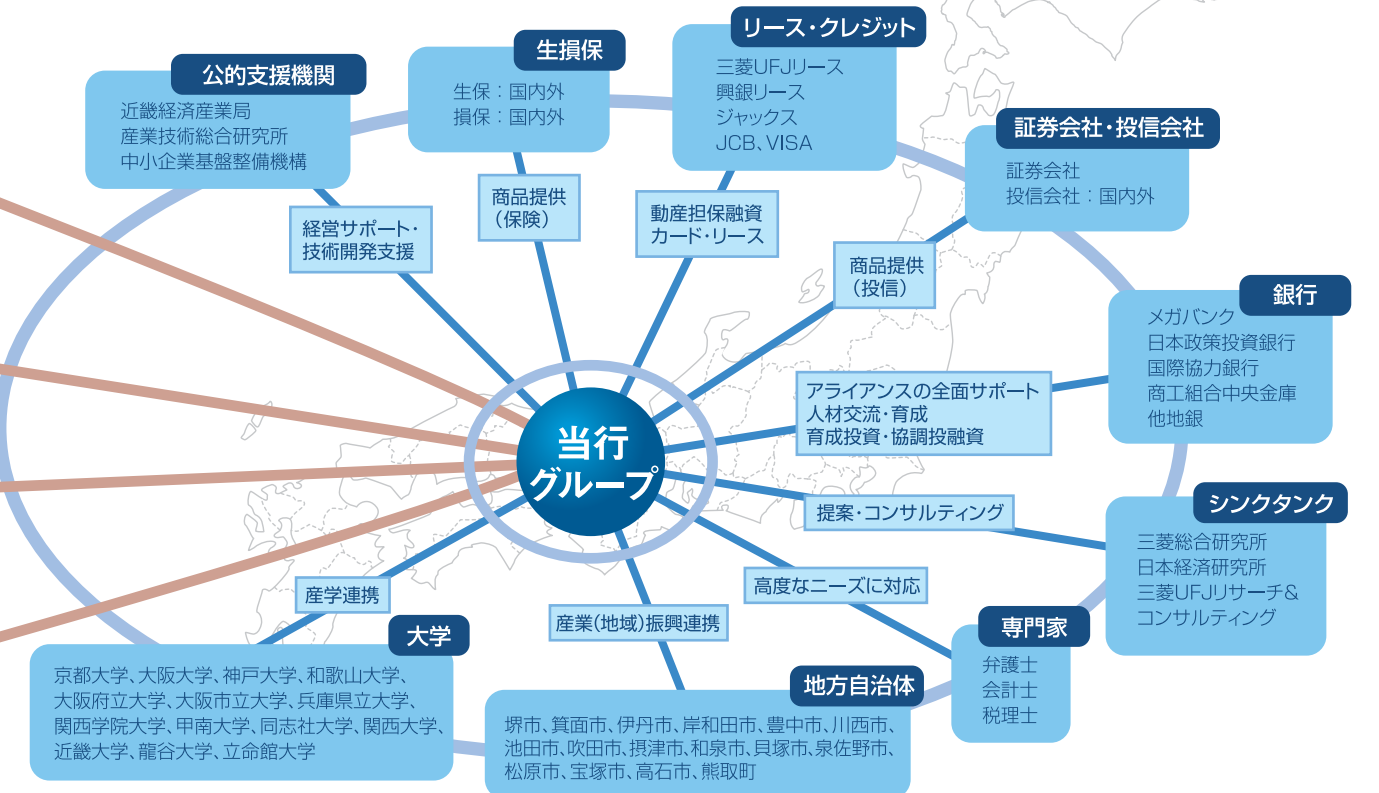 公的支援機関
近畿経済産業局
産業技術総合研究所
中小企業基盤整備機構
経営サポート・
技術開発支援
生損保
生保：国内外
損保：国内外
商品提供
（保険）
リース・クレジット
三菱UFJリース
興銀リース
ジャックス
JCB、VISA
動産担保融資
カード・リース
証券会社・投信会社
証券会社
投信会社：国内外
商品提供
（投信）
銀行
メガバンク
日本政策投資銀行
国際協力銀行
商工組合中央金庫
他地銀
アライアンスの全面サポート
人材交流・育成
育成投資・協調投融資
当行
グループ
シンクタンク
三菱総合研究所
日本経済研究所
三菱UFJリサーチ&
コンサルティング
提案・コンサルティング
専門家
弁護士
会計士
税理士
高度なニーズに対応
地方自治体
堺市、箕面市、伊丹市、岸和田市、豊中市、川西市、
池田市、吹田市、摂津市、和泉市、貝塚市、泉佐野市、
松原市、宝塚市、高石市、熊取町
産業（地域）振興連携
大学
京都大学、大阪大学、神戸大学、和歌山大学、
大阪府立大学、大阪市立大学、兵庫県立大学、
関西学院大学、甲南大学、同志社大学、関西大学、
近畿大学、龍谷大学、立命館大学
産学連携